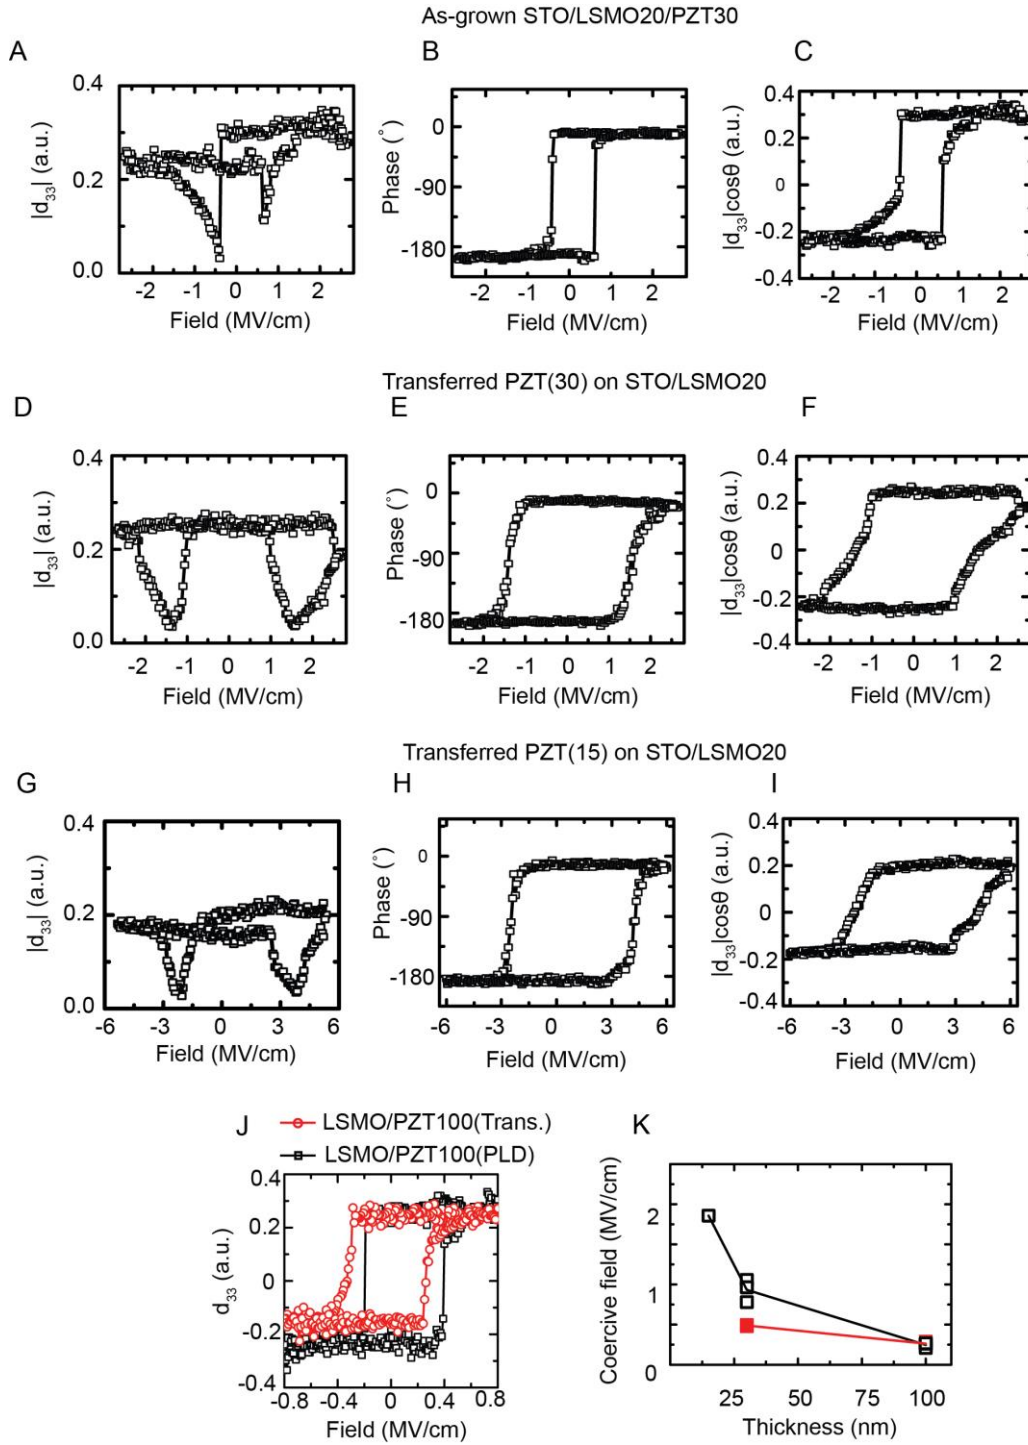 As-grown STO/LSMO20/PZT30
A
B
C
0.4
0.2
0.0
|d33| (a.u.)
-2 -1 0 1 2
Field (MV/cm)
0
-90
-180
Phase (˚)
-2 -1 0 1 2
Field (MV/cm)
0.4
0.2
0
-0.2
-0.4
|d33|cosθ (a.u.)
-2 -1 0 1 2
Field (MV/cm)
Transferred PZT(30) on STO/LSMO20
D
E
F
0.4
0.2
0.0
|d33| (a.u.)
-2 -1 0 1 2
Field (MV/cm)
0
-90
-180
Phase (˚)
-2 -1 0 1 2
Field (MV/cm)
0.4
0.2
0
-0.2
-0.4
|d33|cosθ (a.u.)
-2 -1 0 1 2
Field (MV/cm)
Transferred PZT(15) on STO/LSMO20
G
H
I
0.4
0.2
0.0
|d33| (a.u.)
-6 -3 0 3 6
Field (MV/cm)
0
-90
-180
Phase (˚)
-6 -3 0 3 6
Field (MV/cm)
0.4
0.2
0
-0.2
-0.4
|d33|cosθ (a.u.)
-6 -3 0 3 6
Field (MV/cm)
J
LSMO/PZT100(Trans.)
LSMO/PZT100(PLD)
0.4
0.2
0
-0.2
-0.4
d33 (a.u.)
-0.8 -0.4 0 0.4 0.8
Field (MV/cm)
K
2
1
0
Coercive field (MV/cm)
25 50 75 100
Thickness (nm)